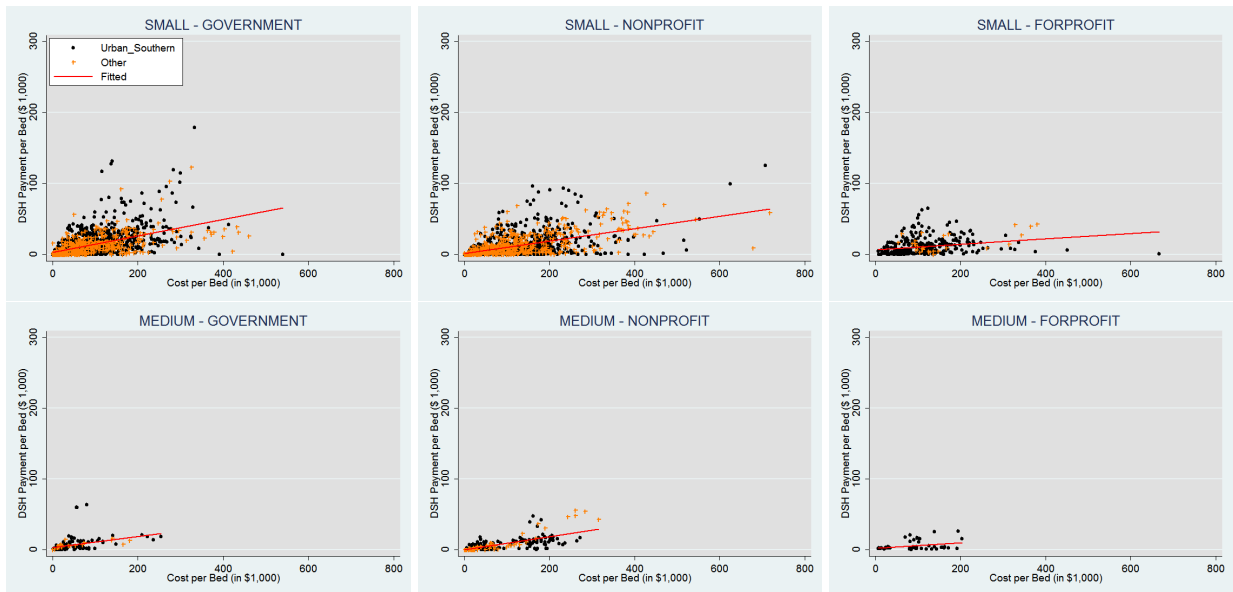 SMALL - GOVERNMENT
DSH Payment per Bed ($ 1,000)
300
200
100
0
Urban_Southern
Other
Fitted
0 200 400 600 800
Cost per Bed (in $1,000)
SMALL - NONPROFIT
DSH Payment per Bed ($ 1,000)
300
200
100
0
0 200 400 600 800
Cost per Bed (in $1,000)
SMALL - FORPROFIT
DSH Payment per Bed ($ 1,000)
300
200
100
0
0 200 400 600 800
Cost per Bed (in $1,000)
MEDIUM - GOVERNMENT
DSH Payment per Bed ($ 1,000)
300
200
100
0
0 200 400 600 800
Cost per Bed (in $1,000)
MEDIUM - NONPROFIT
DSH Payment per Bed ($ 1,000)
300
200
100
0
0 200 400 600 800
Cost per Bed (in $1,000)
MEDIUM - FORPROFIT
DSH Payment per Bed ($ 1,000)
300
200
100
0
0 200 400 600 800
Cost per Bed (in $1,000)